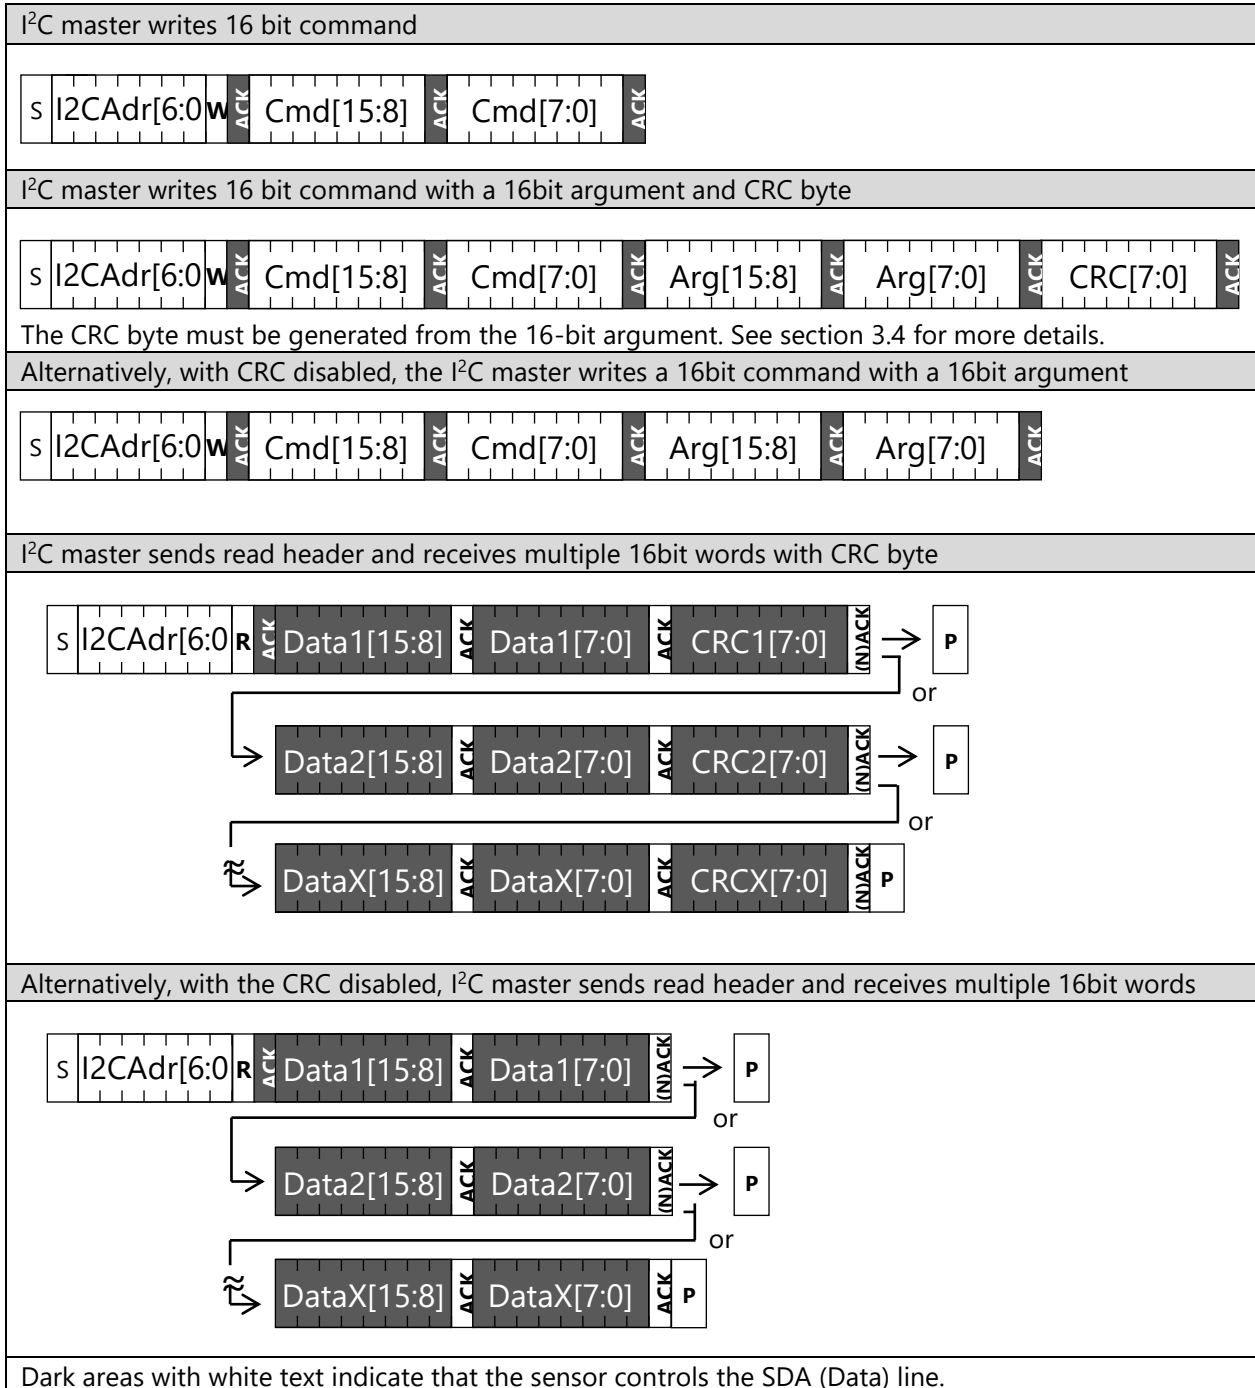 I²C master writes 16 bit command
S I2CAdr[6:0 W ACK Cmd[15:8] ACK Cmd[7:0] ACK
I²C master writes 16 bit command with a 16bit argument and CRC byte
S I2CAdr[6:0 W ACK Cmd[15:8] ACK Cmd[7:0] ACK Arg[15:8] ACK Arg[7:0] ACK CRC[7:0] ACK
The CRC byte must be generated from the 16-bit argument. See section 3.4 for more details.
Alternatively, with CRC disabled, the I²C master writes a 16bit command with a 16bit argument
S I2CAdr[6:0 W ACK Cmd[15:8] ACK Cmd[7:0] ACK Arg[15:8] ACK Arg[7:0] ACK
I²C master sends read header and receives multiple 16bit words with CRC byte
S I2CAdr[6:0 R ACK Data1[15:8] ACK Data1[7:0] ACK CRC1[7:0] (N)ACK P
or
Data2[15:8] ACK Data2[7:0] ACK CRC2[7:0] (N)ACK P
or
≈ DataX[15:8] ACK DataX[7:0] ACK CRCX[7:0] (N)ACK P
Alternatively, with the CRC disabled, I²C master sends read header and receives multiple 16bit words
S I2CAdr[6:0 R ACK Data1[15:8] ACK Data1[7:0] (N)ACK P
or
Data2[15:8] ACK Data2[7:0] (N)ACK P
or
≈ DataX[15:8] ACK DataX[7:0] ACK P
Dark areas with white text indicate that the sensor controls the SDA (Data) line.